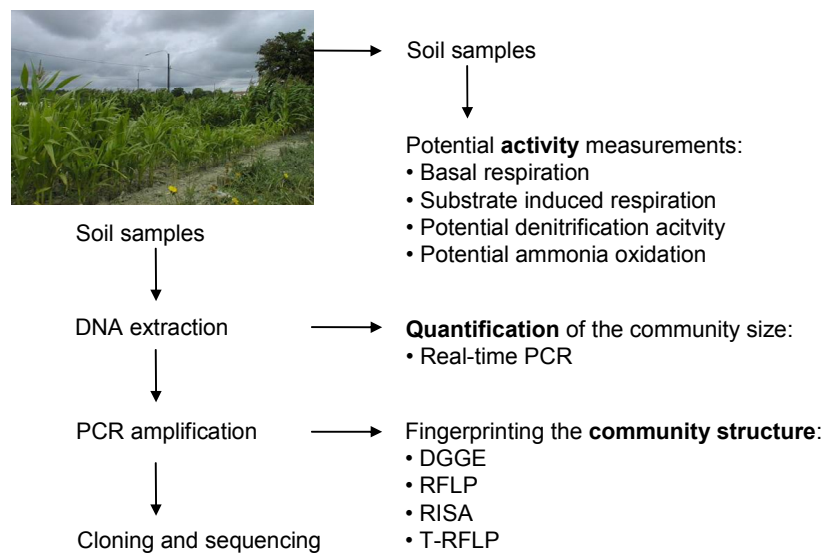 Soil samples
Potential activity measurements:
• Basal respiration
• Substrate induced respiration
• Potential denitrification acitvity
• Potential ammonia oxidation
Soil samples
DNA extraction
Quantification of the community size:
• Real-time PCR
PCR amplification
Fingerprinting the community structure:
• DGGE
• RFLP
• RISA
• T-RFLP
Cloning and sequencing